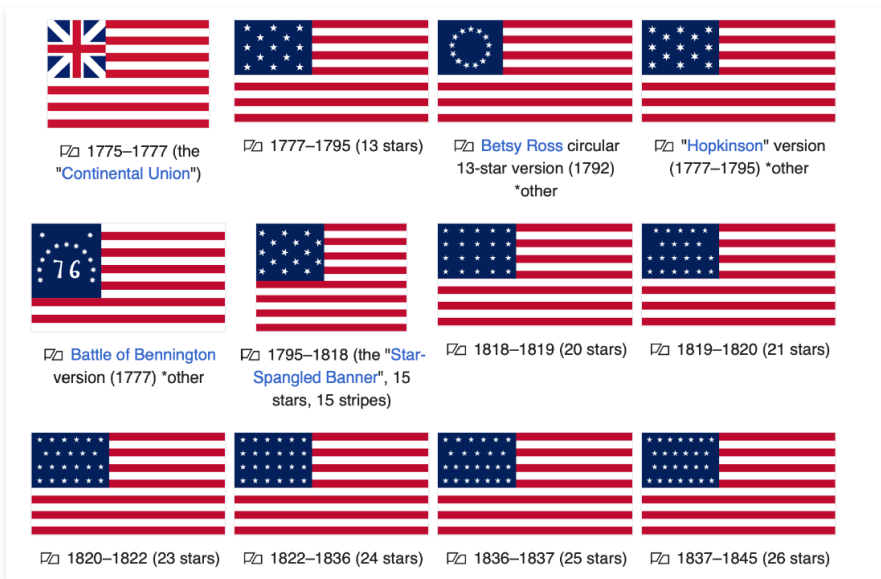 1775–1777 (the
"Continental Union")
1777–1795 (13 stars)
Betsy Ross circular
13-star version (1792)
*other
"Hopkinson" version
(1777–1795) *other
76
Battle of Bennington
version (1777) *other
1795–1818 (the "Star-
Spangled Banner", 15
stars, 15 stripes)
1818–1819 (20 stars)
1819–1820 (21 stars)
1820–1822 (23 stars)
1822–1836 (24 stars)
1836–1837 (25 stars)
1837–1845 (26 stars)